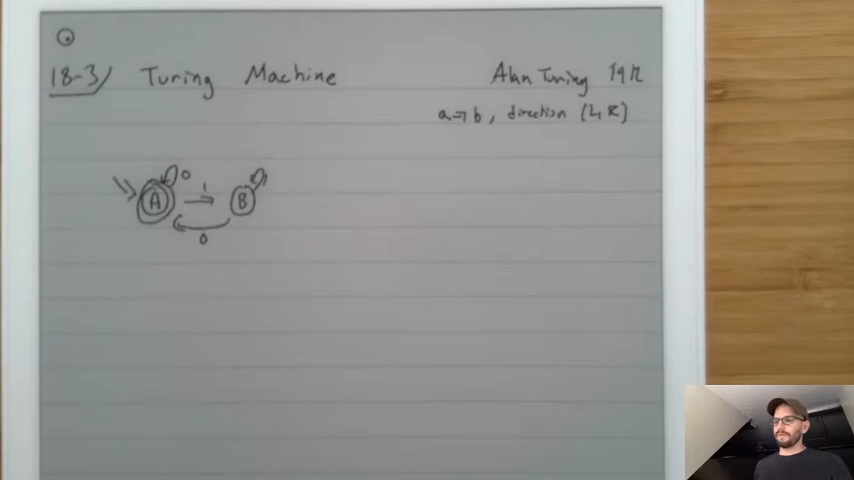 18-3/ Turing Machine
Alan Turing
a → b, direction (L, R)
0
A 1 B
0